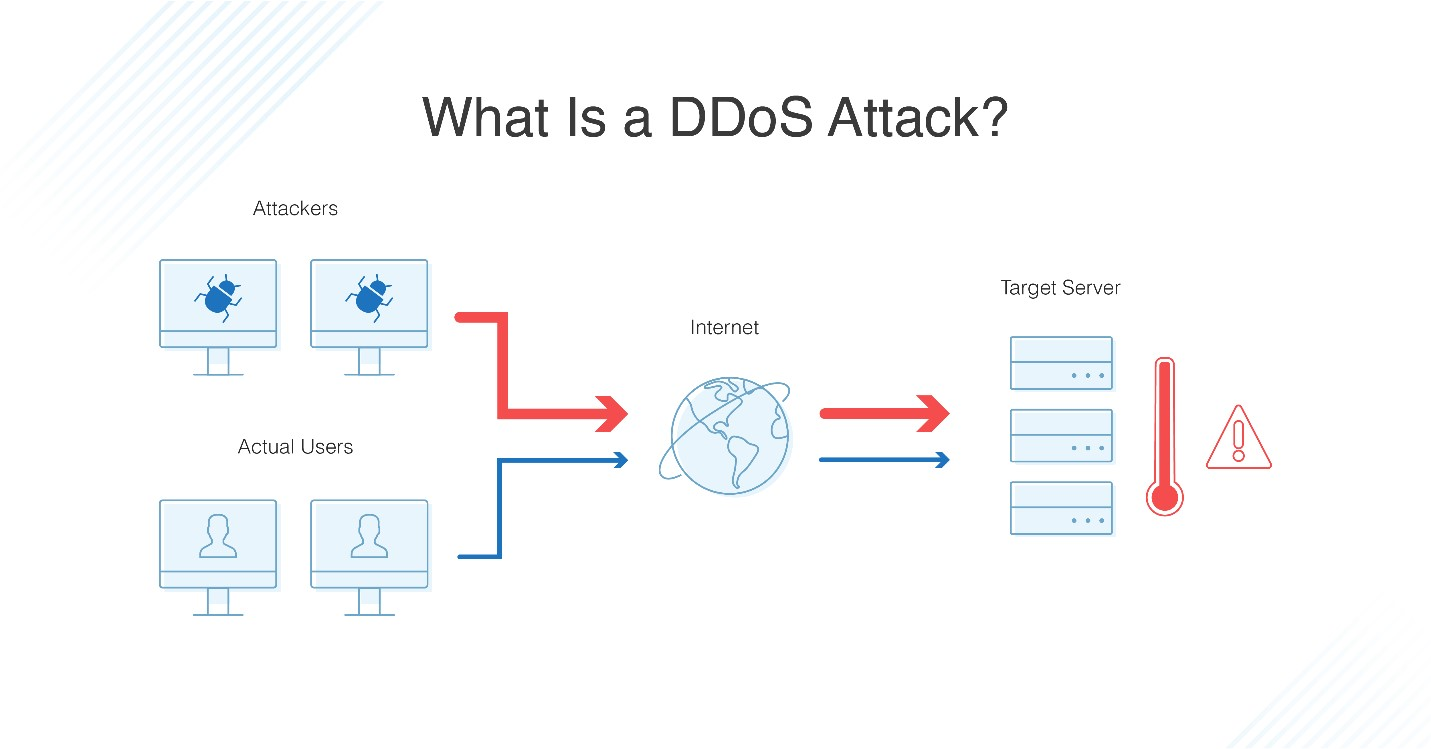 What Is a DDoS Attack?
Attackers
Target Server
Internet
Actual Users